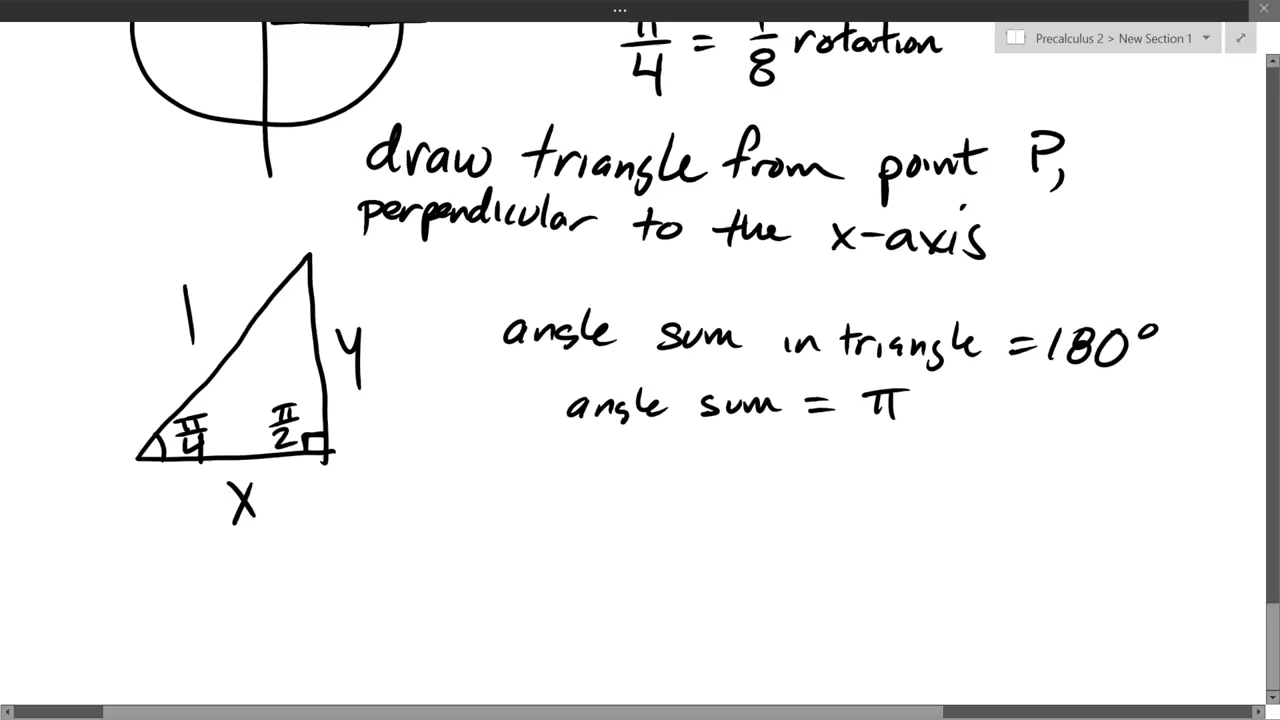 Precalculus 2 > New Section 1
π/4 = 1/8 rotation
draw triangle from point P,
perpendicular to the x-axis
1
y
π/4
π/2
x
angle sum in triangle = 180°
angle sum = π